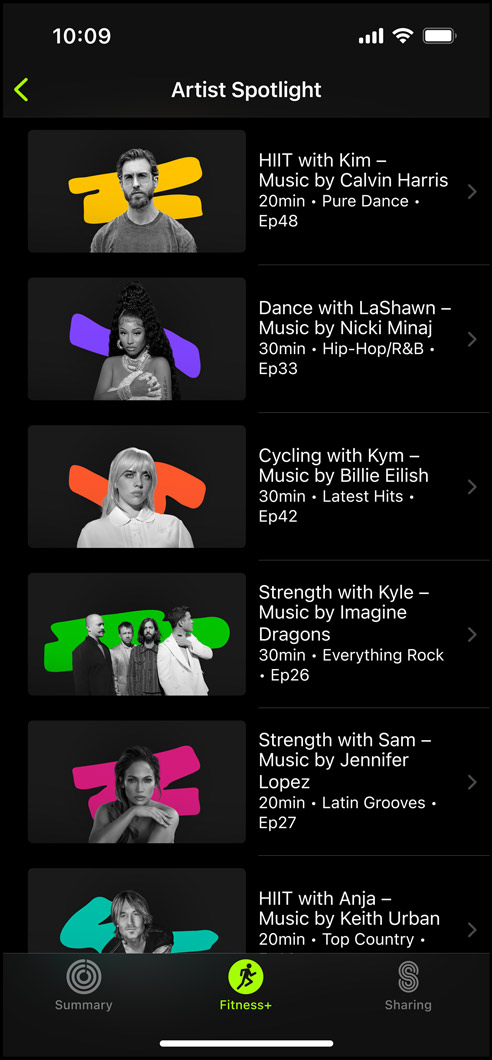 10:09
Artist Spotlight
HIIT with Kim –
Music by Calvin Harris
20min • Pure Dance •
Ep48
Dance with LaShawn –
Music by Nicki Minaj
30min • Hip-Hop/R&B •
Ep33
Cycling with Kym –
Music by Billie Eilish
30min • Latest Hits •
Ep42
Strength with Kyle –
Music by Imagine
Dragons
30min • Everything Rock
• Ep26
Strength with Sam –
Music by Jennifer
Lopez
20min • Latin Grooves •
Ep27
HIIT with Anja –
Music by Keith Urban
20min • Top Country •
Summary
Fitness+
Sharing